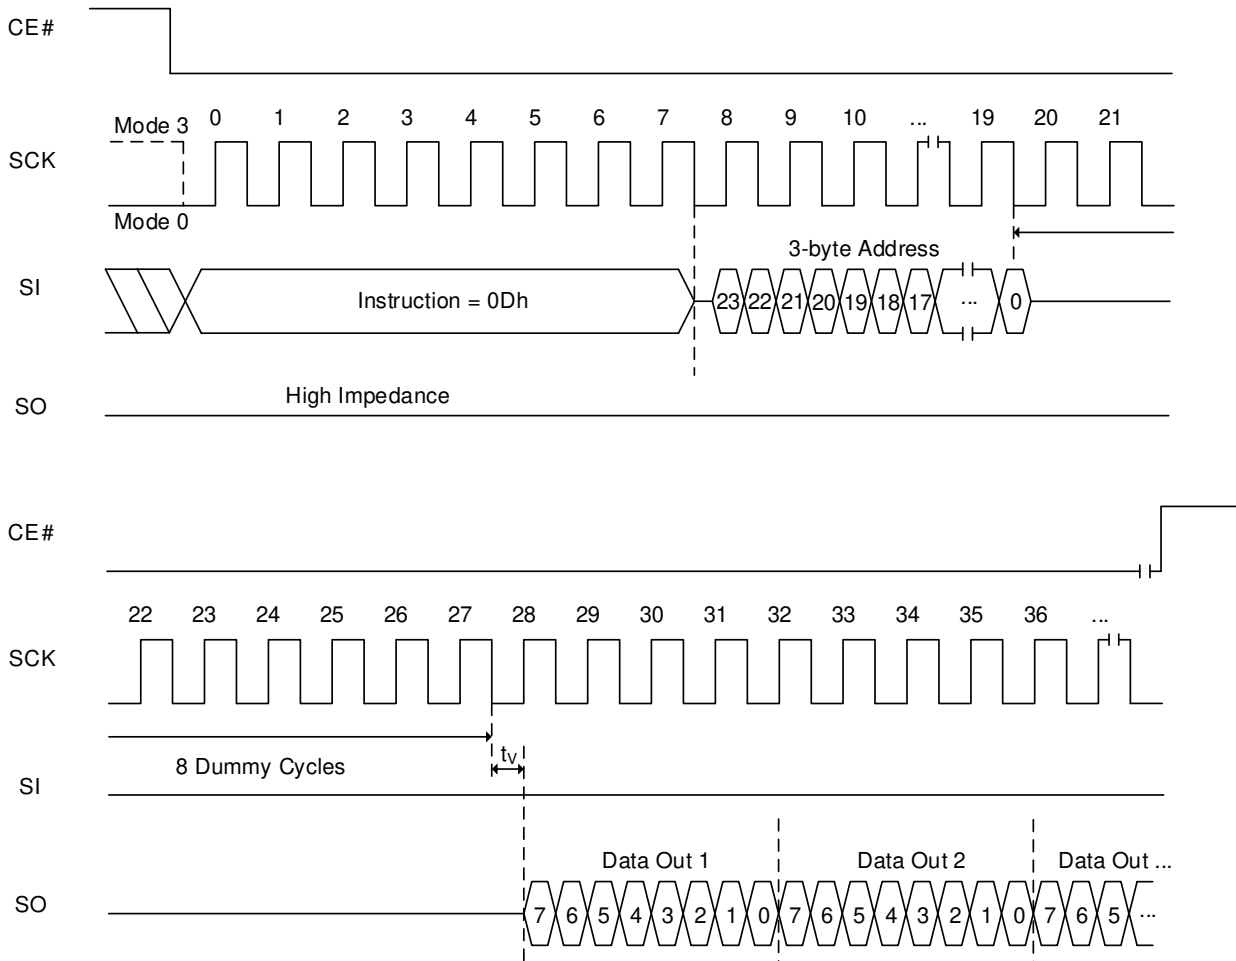 CE#
0 1 2 3 4 5 6 7 8 9 10 ... 19 20 21
Mode 3
SCK
Mode 0
3-byte Address
SI
Instruction = 0Dh 23 22 21 20 19 18 17 ... 0
High Impedance
SO
CE#
22 23 24 25 26 27 28 29 30 31 32 33 34 35 36 ...
SCK
tV
8 Dummy Cycles
SI
Data Out 1 Data Out 2 Data Out ...
SO
7 6 5 4 3 2 1 0 7 6 5 4 3 2 1 0 7 6 5 ...